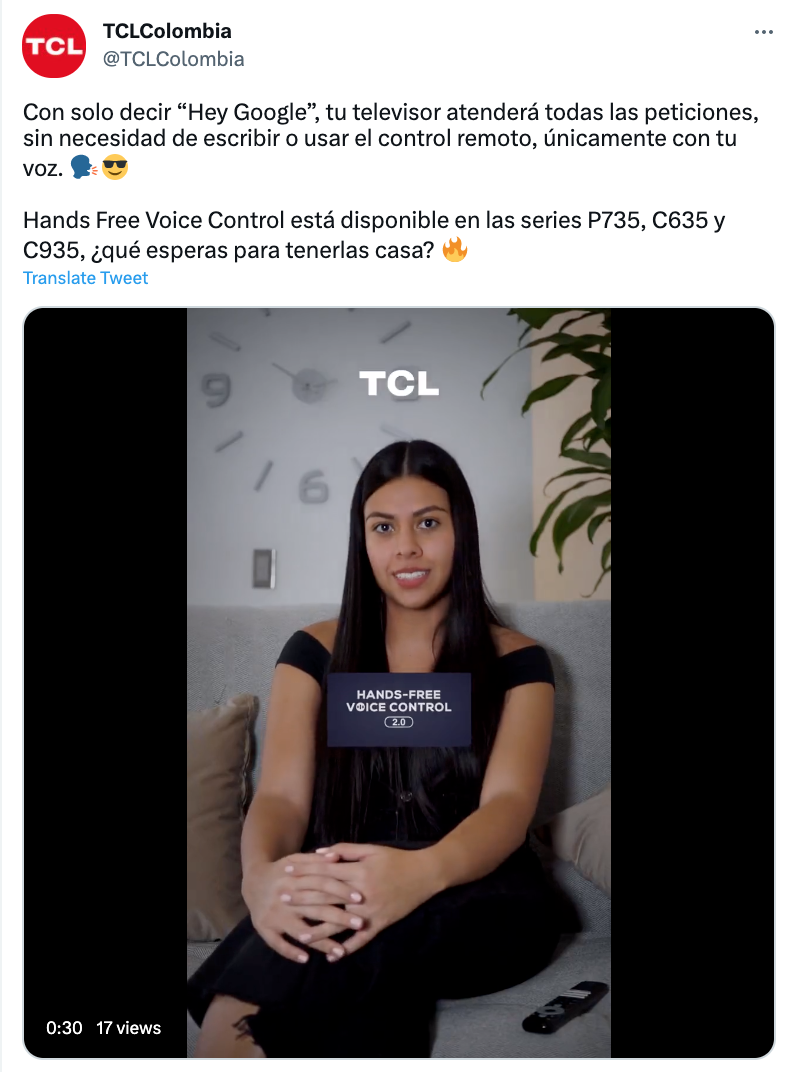 TCL
TCLColombia
@TCLColombia
Con solo decir “Hey Google”, tu televisor atenderá todas las peticiones,
sin necesidad de escribir o usar el control remoto, únicamente con tu
voz. 🗣️😎
Hands Free Voice Control está disponible en las series P735, C635 y
C935, ¿qué esperas para tenerlas casa? 🔥
Translate Tweet
TCL
9
6
HANDS-FREE
VOICE CONTROL
2.0
0:30 17 views